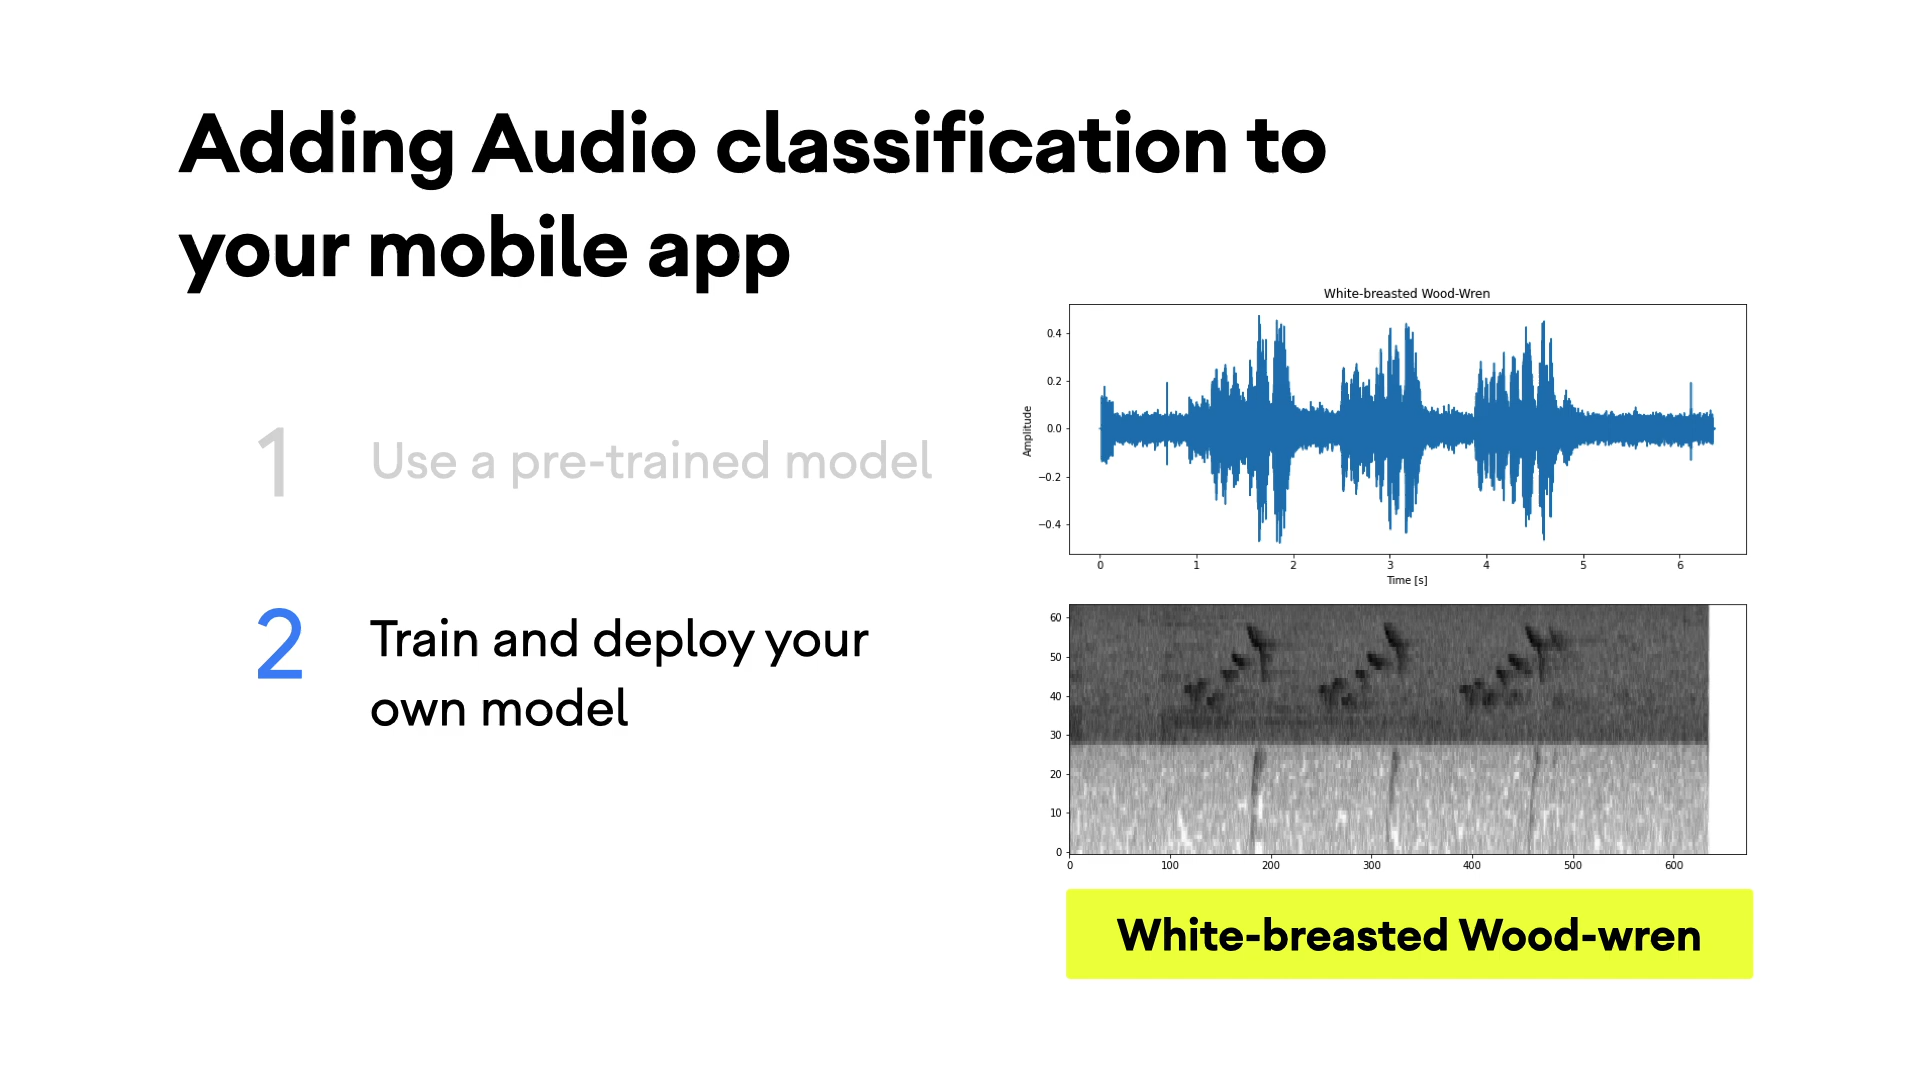 Adding Audio classification to
your mobile app
1 Use a pre-trained model
2 Train and deploy your
own model
White-breasted Wood-Wren
Amplitude
0.4
0.2
0.0
−0.2
−0.4
0 1 2 3 4 5 6
Time [s]
60
50
40
30
20
10
0
0 100 200 300 400 500 600
White-breasted Wood-wren